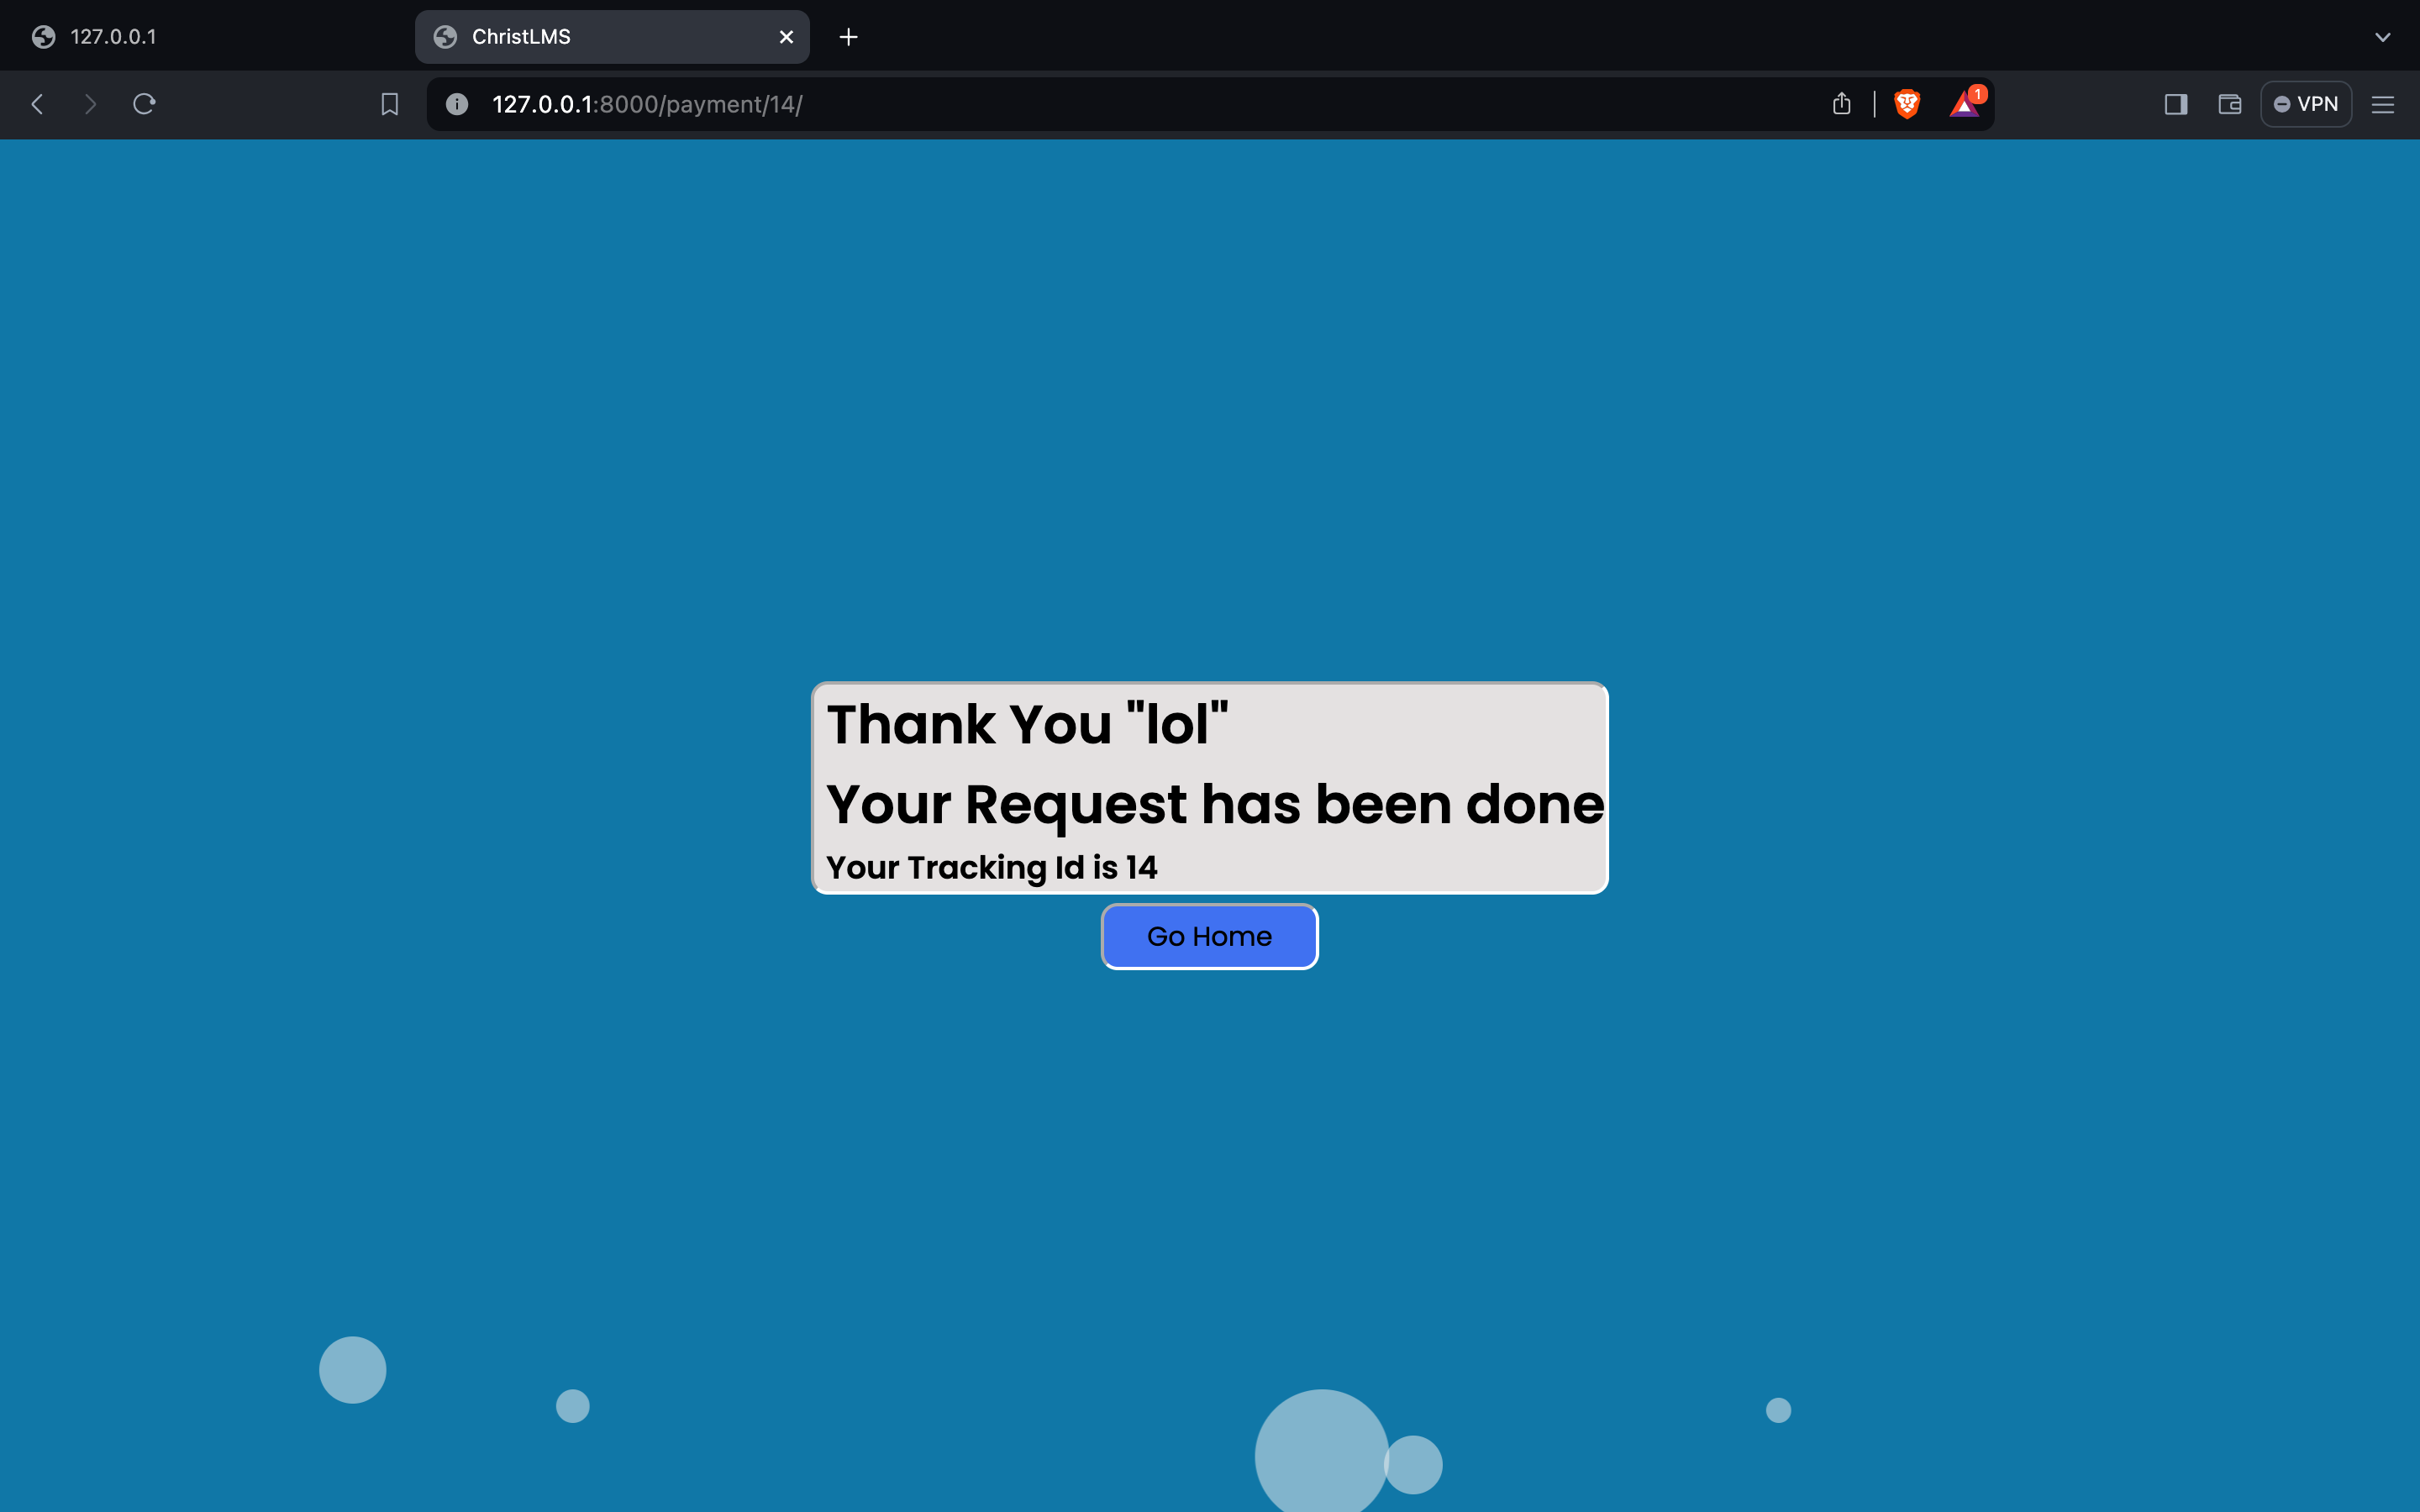 127.0.0.1
ChristLMS
127.0.0.1:8000/payment/14/
1
VPN
Thank You "lol"
Your Request has been done
Your Tracking Id is 14
Go Home